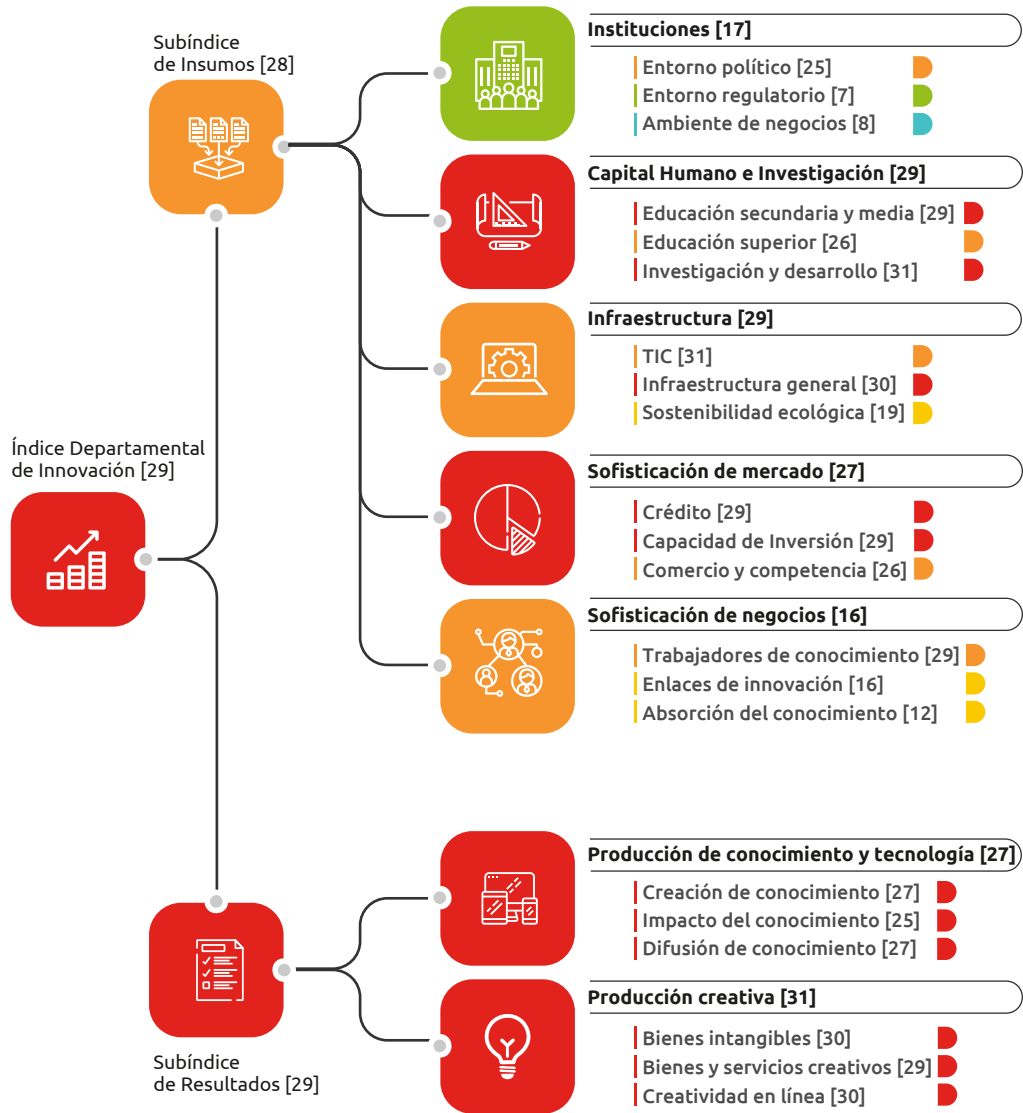 Subíndice
de Insumos [28]
Índice Departamental
de Innovación [29]
Subíndice
de Resultados [29]
Instituciones [17]
Entorno político [25]
Entorno regulatorio [7]
Ambiente de negocios [8]
Capital Humano e Investigación [29]
Educación secundaria y media [29]
Educación superior [26]
Investigación y desarrollo [31]
Infraestructura [29]
TIC [31]
Infraestructura general [30]
Sostenibilidad ecológica [19]
Sofisticación de mercado [27]
Crédito [29]
Capacidad de Inversión [29]
Comercio y competencia [26]
Sofisticación de negocios [16]
Trabajadores de conocimiento [29]
Enlaces de innovación [16]
Absorción del conocimiento [12]
Producción de conocimiento y tecnología [27]
Creación de conocimiento [27]
Impacto del conocimiento [25]
Difusión de conocimiento [27]
Producción creativa [31]
Bienes intangibles [30]
Bienes y servicios creativos [29]
Creatividad en línea [30]